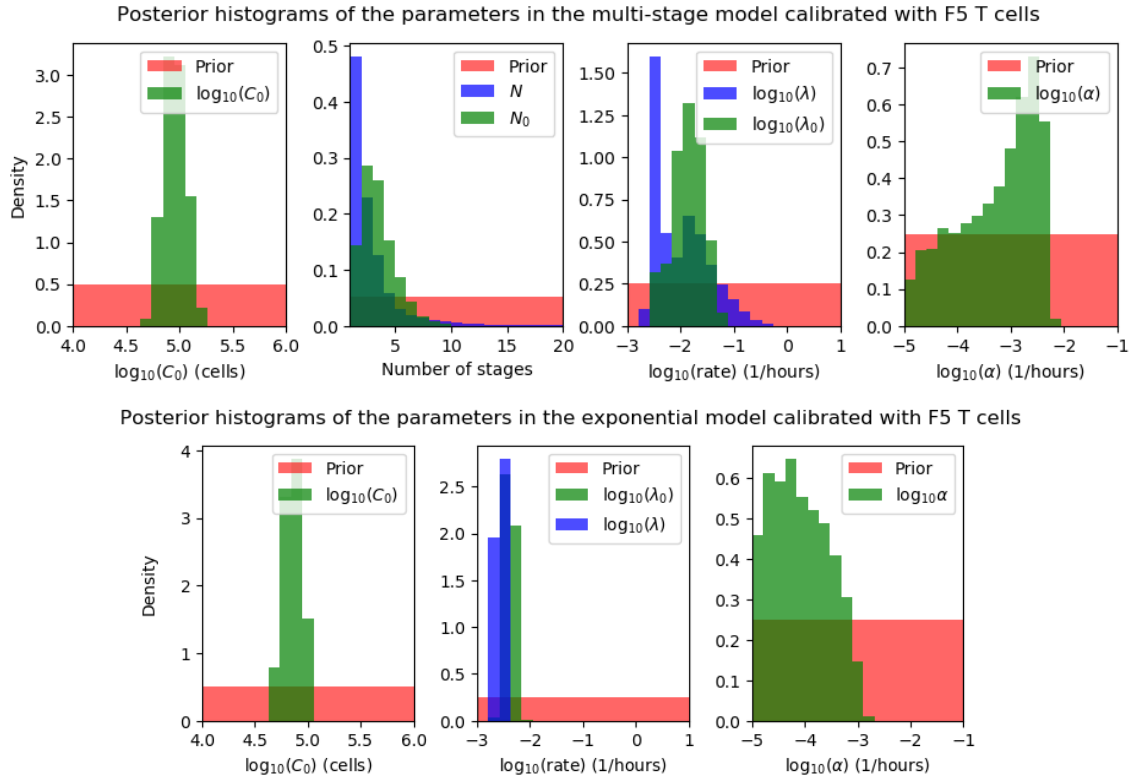 Posterior histograms of the parameters in the multi-stage model calibrated with F5 T cells
Density
3.0
2.5
2.0
1.5
1.0
0.5
0.0
4.0 4.5 5.0 5.5 6.0
log₁₀(C₀) (cells)
Prior
log₁₀(C₀)
0.5
0.4
0.3
0.2
0.1
0.0
5 10 15 20
Number of stages
Prior
N
N₀
1.50
1.25
1.00
0.75
0.50
0.25
0.00
−3 −2 −1 0 1
log₁₀(rate) (1/hours)
Prior
log₁₀(λ)
log₁₀(λ₀)
0.7
0.6
0.5
0.4
0.3
0.2
0.1
0.0
−5 −4 −3 −2 −1
log₁₀(α) (1/hours)
Prior
log₁₀(α)
Posterior histograms of the parameters in the exponential model calibrated with F5 T cells
Density
4
3
2
1
0
4.0 4.5 5.0 5.5 6.0
log₁₀(C₀) (cells)
Prior
log₁₀(C₀)
2.5
2.0
1.5
1.0
0.5
0.0
−3 −2 −1 0 1
log₁₀(rate) (1/hours)
Prior
log₁₀(λ₀)
log₁₀(λ)
0.6
0.5
0.4
0.3
0.2
0.1
0.0
−5 −4 −3 −2 −1
log₁₀(α) (1/hours)
Prior
log₁₀α